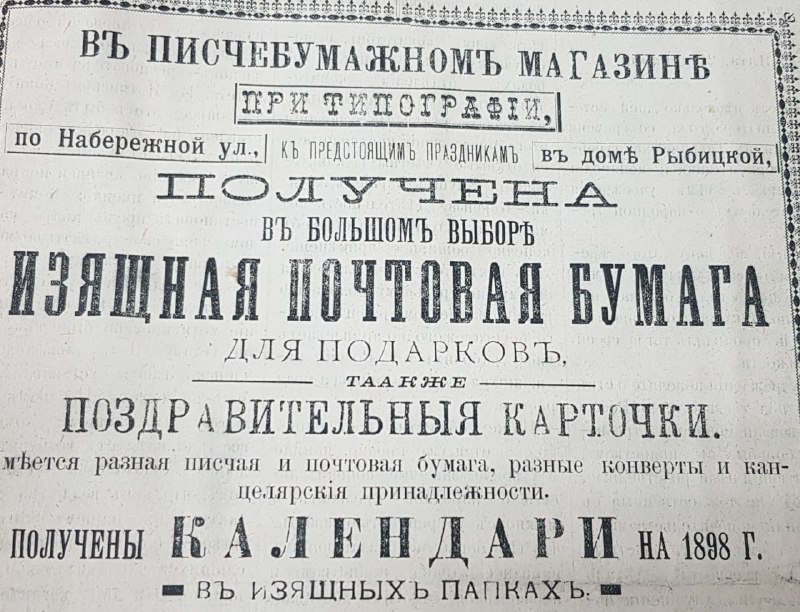 ВЪ ПИСЧЕБУМАЖНОМЪ МАГАЗИНѢ
ПРИ ТИПОГРАФІИ,
по Набережной ул., КЪ ПРЕДСТОЯЩИМЪ ПРАЗДНИКАМЪ въ домѣ Рыбицкой,
ПОЛУЧЕНА
ВЪ БОЛЬШОМЪ ВЫБОРѢ
ИЗЯЩНАЯ ПОЧТОВАЯ БУМАГА
ДЛЯ ПОДАРКОВЪ,
ТААКЖЕ
ПОЗДРАВИТЕЛЬНЫЯ КАРТОЧКИ.
мѣется разная писчая и почтовая бумага, разные конверты и кан-
целярскія принадлежности.
ПОЛУЧЕНЫ КАЛЕНДАРИ НА 1898 Г.
ВЪ ИЗЯЩНЫХЪ ПАПКАХЪ.